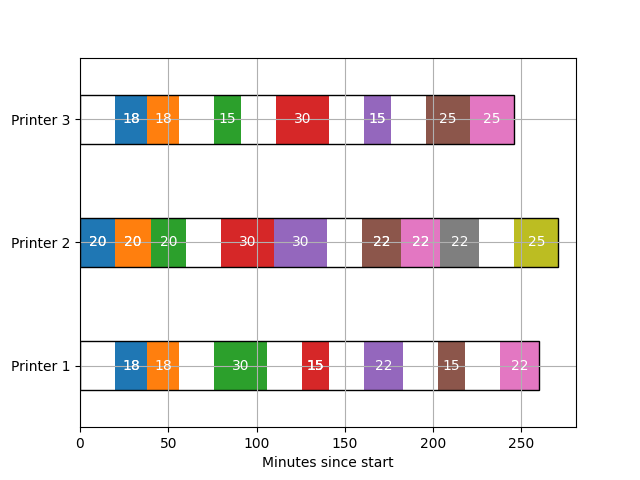 Printer 3 18 18 15 30 15 25 25
Printer 2 20 20 20 30 30 22 22 22 25
Printer 1 18 18 30 15 22 15 22
0 50 100 150 200 250
Minutes since start